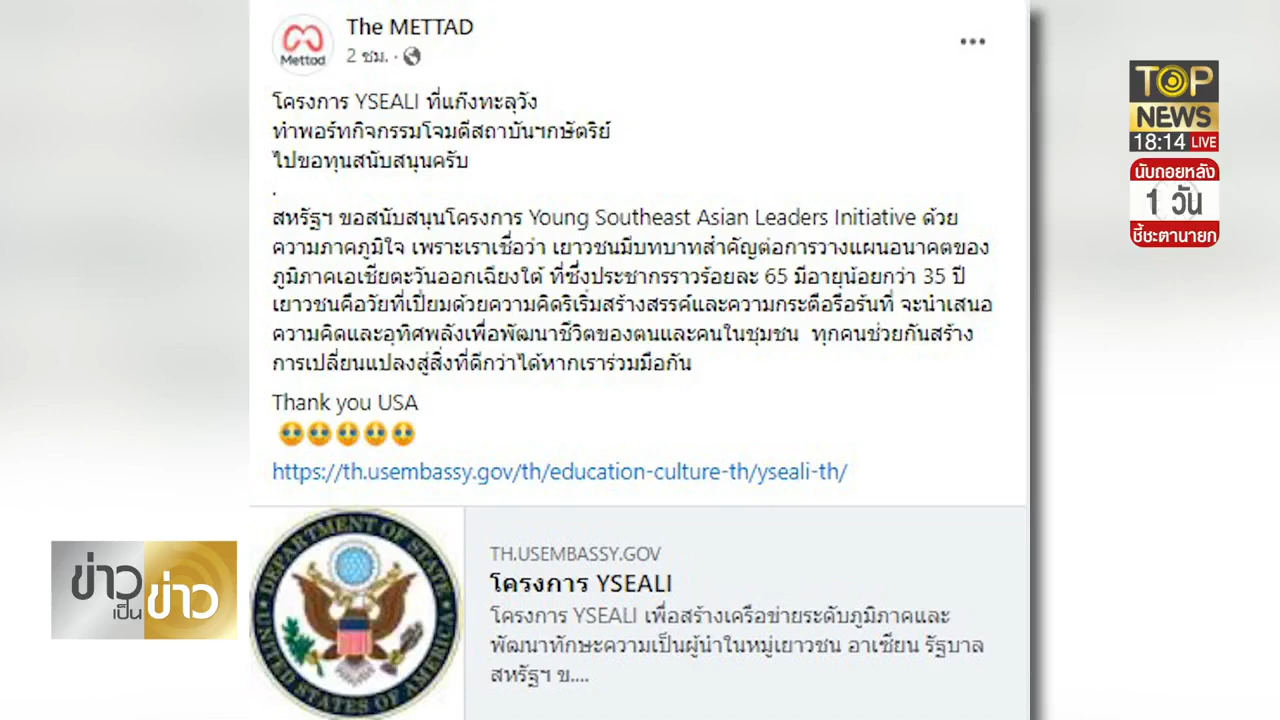 The METTAD
Mettad
2 ชม.
โครงการ YSEALI ที่แก๊งทะลุวัง
ทำพอร์ทกิจกรรมโจมตีสถาบันฯกษัตริย์
ไปขอทุนสนับสนุนครับ
.
สหรัฐฯ ขอสนับสนุนโครงการ Young Southeast Asian Leaders Initiative ด้วย
ความภาคภูมิใจ เพราะเราเชื่อว่า เยาวชนมีบทบาทสำคัญต่อการวางแผนอนาคตของ
ภูมิภาคเอเชียตะวันออกเฉียงใต้ ที่ซึ่งประชากรราวร้อยละ 65 มีอายุน้อยกว่า 35 ปี
เยาวชนคือวัยที่เปี่ยมด้วยความคิดริเริ่มสร้างสรรค์และความกระตือรือร้นที่ จะนำเสนอ
ความคิดและอุทิศพลังเพื่อพัฒนาชีวิตของตนและคนในชุมชน ทุกคนช่วยกันสร้าง
การเปลี่ยนแปลงสู่สิ่งที่ดีกว่าได้หากเราร่วมมือกัน
Thank you USA
https://th.usembassy.gov/th/education-culture-th/yseali-th/
DEPARTMENT OF STATE
UNITED STATES OF AMERICA
TH.USEMBASSY.GOV
โครงการ YSEALI
โครงการ YSEALI เพื่อสร้างเครือข่ายระดับภูมิภาคและ
พัฒนาทักษะความเป็นผู้นำในหมู่เยาวชน อาเซียน รัฐบาล
สหรัฐฯ ข....
TOP
NEWS
18:14 LIVE
นับถอยหลัง
1 วัน
ชี้ชะตานายก
ข่าว
เป็น
ข่าว